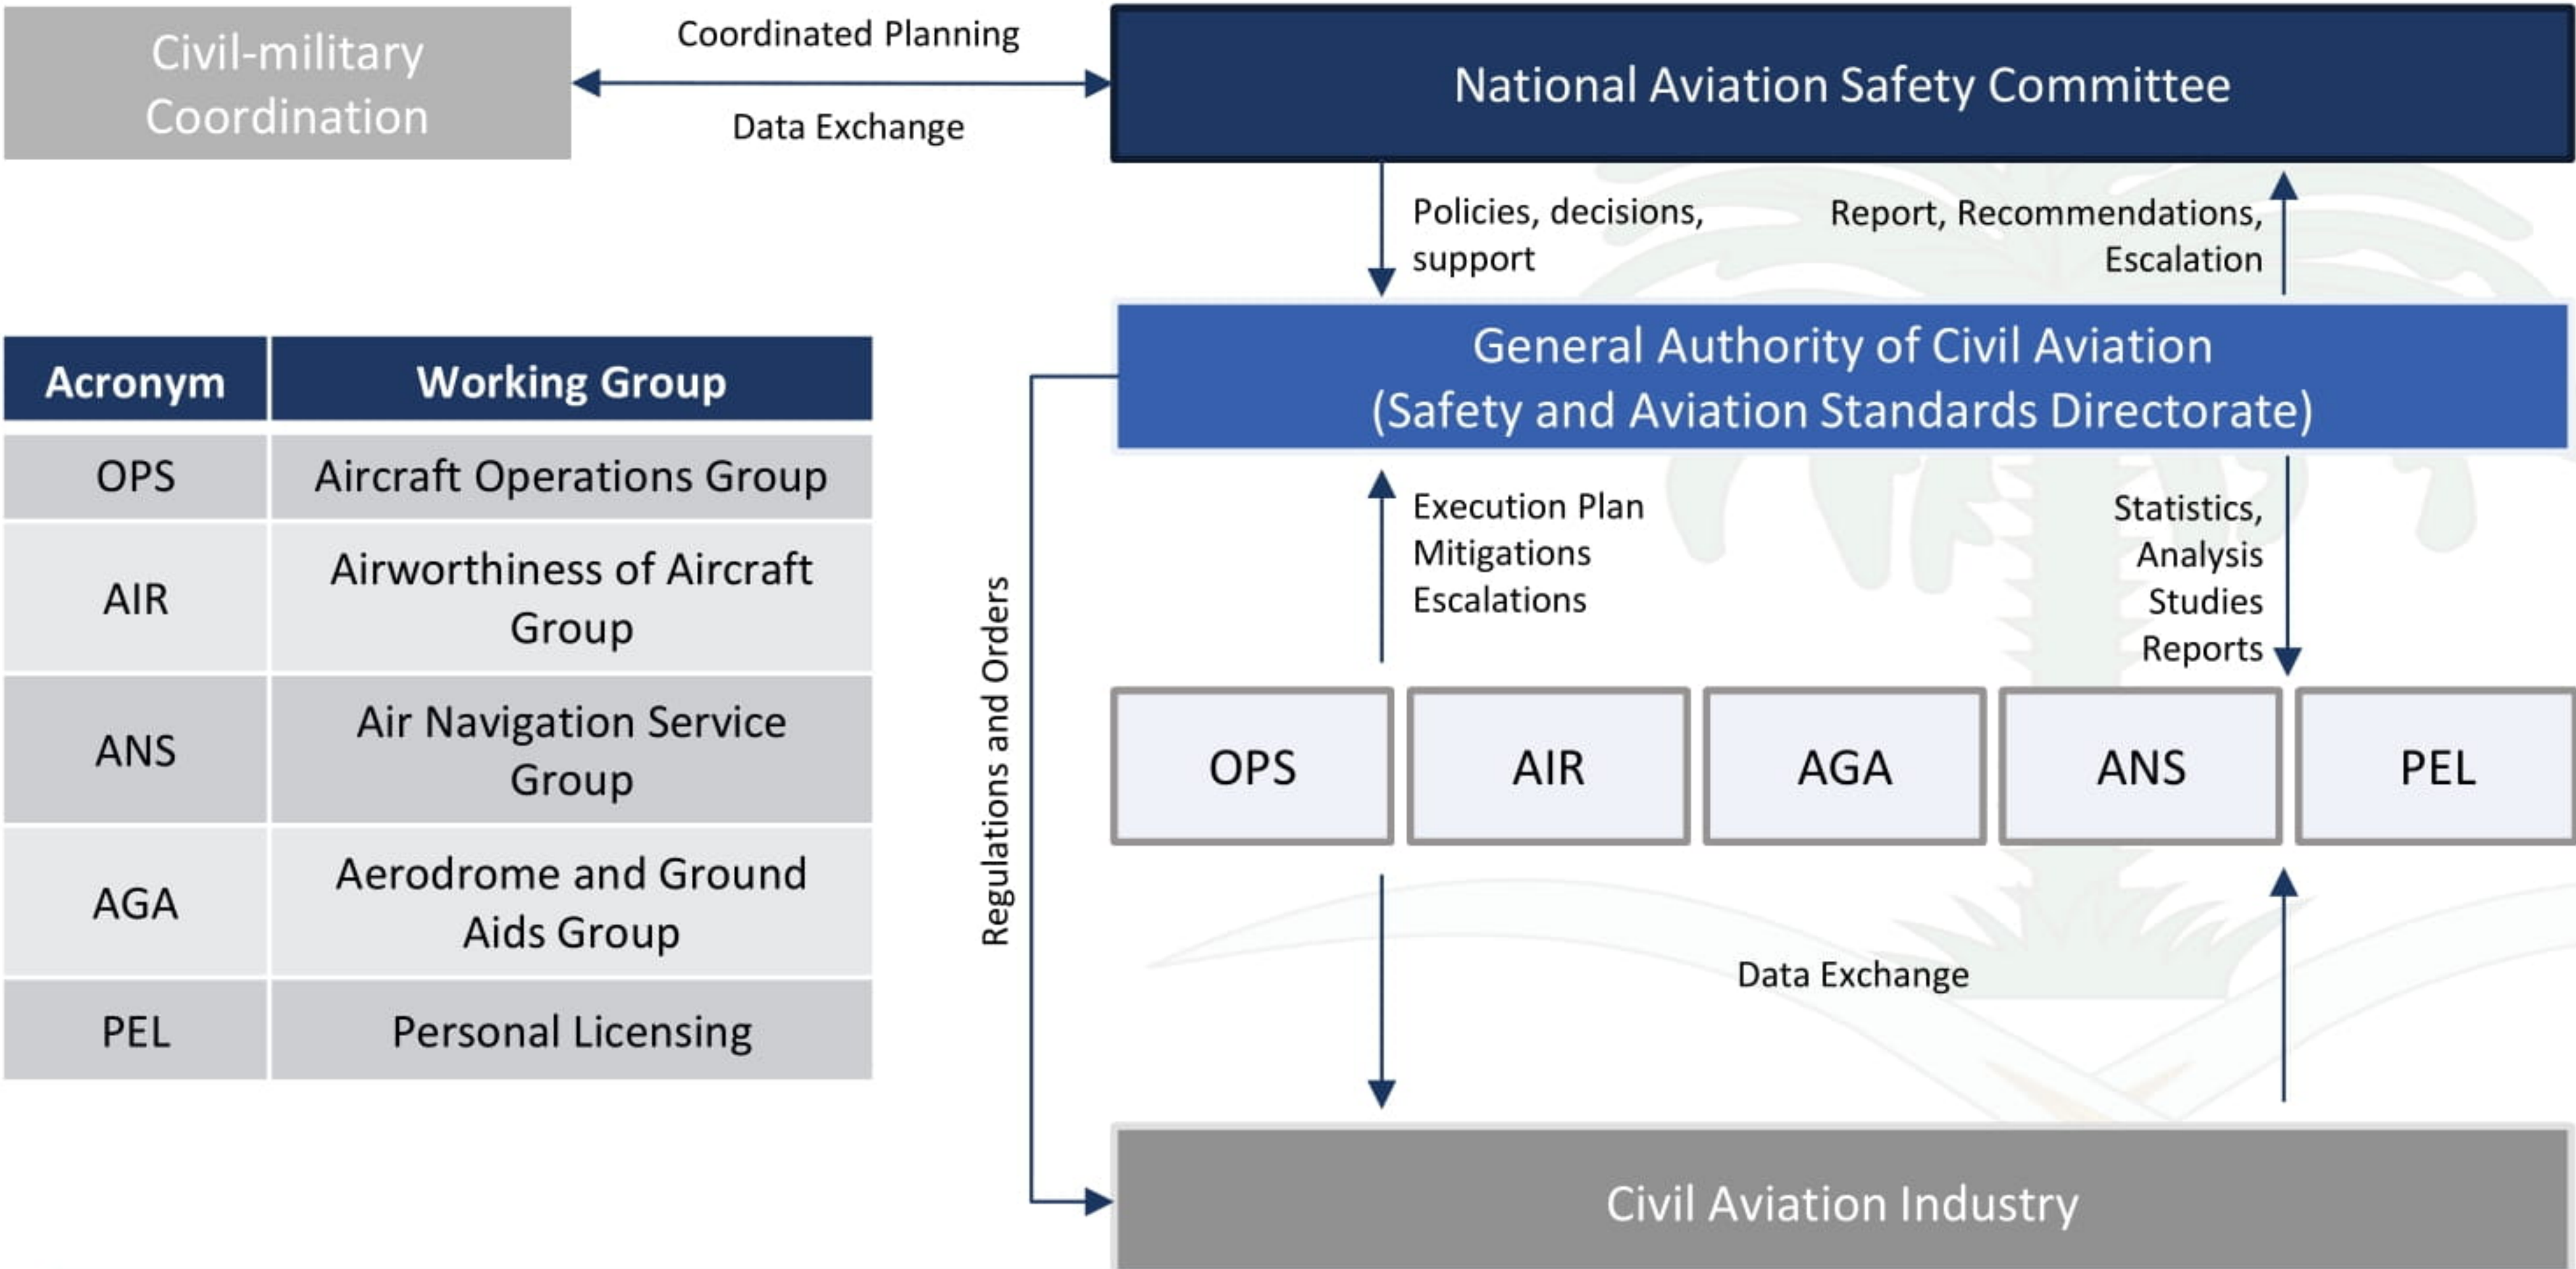 Civil-military
Coordination
Coordinated Planning
Data Exchange
National Aviation Safety Committee
Policies, decisions,
support
Report, Recommendations,
Escalation
General Authority of Civil Aviation
(Safety and Aviation Standards Directorate)
Acronym Working Group
OPS Aircraft Operations Group
AIR Airworthiness of Aircraft
Group
ANS Air Navigation Service
Group
AGA Aerodrome and Ground
Aids Group
PEL Personal Licensing
Regulations and Orders
Execution Plan
Mitigations
Escalations
Statistics,
Analysis
Studies
Reports
OPS AIR AGA ANS PEL
Data Exchange
Civil Aviation Industry